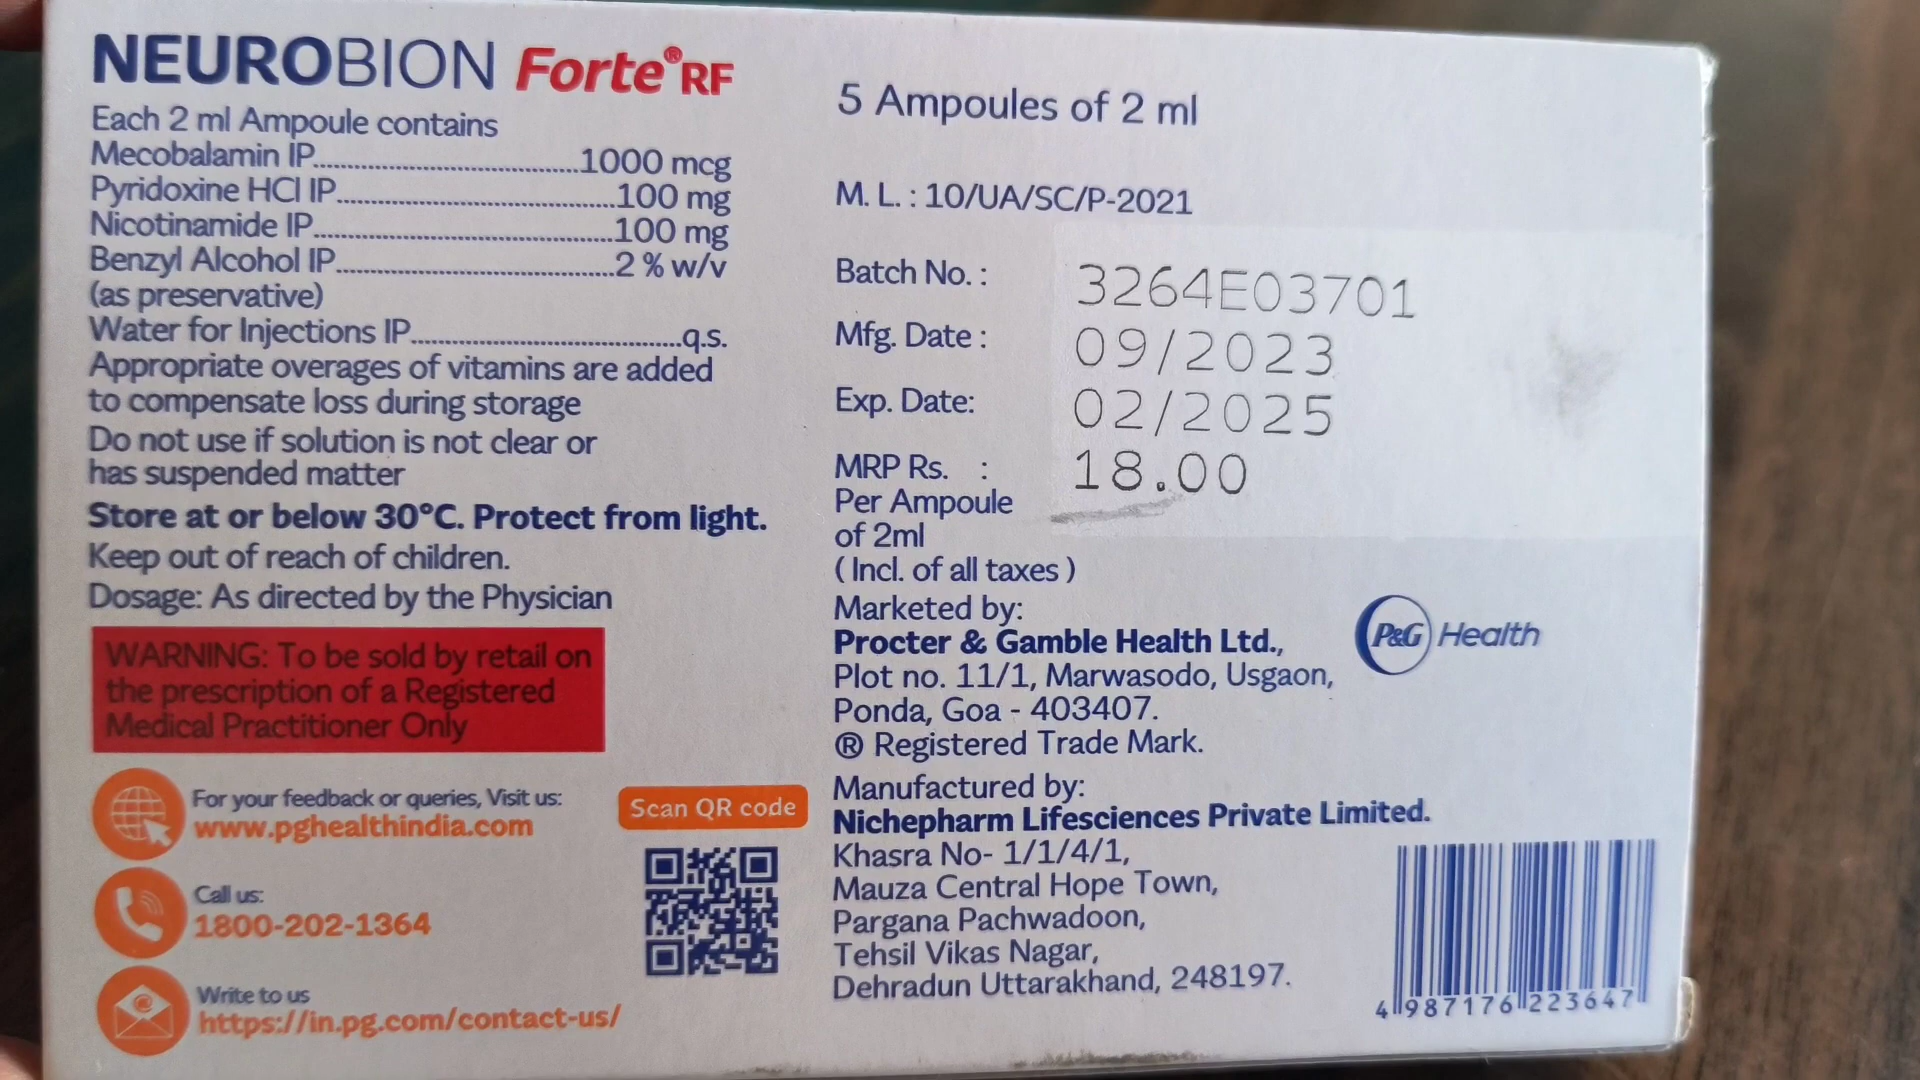 NEUROBION Forte® RF
Each 2 ml Ampoule contains
Mecobalamin IP..............................1000 mcg
Pyridoxine HCl IP..............................100 mg
Nicotinamide IP..............................100 mg
Benzyl Alcohol IP..............................2 % w/v
(as preservative)
Water for Injections IP..............................q.s.
Appropriate overages of vitamins are added
to compensate loss during storage
Do not use if solution is not clear or
has suspended matter
Store at or below 30°C. Protect from light.
Keep out of reach of children.
Dosage: As directed by the Physician
WARNING: To be sold by retail on
the prescription of a Registered
Medical Practitioner Only
For your feedback or queries, Visit us:
www.pghealthindia.com
Call us:
1800-202-1364
Write to us
https://in.pg.com/contact-us/
Scan QR code
5 Ampoules of 2 ml
M. L. : 10/UA/SC/P-2021
Batch No. : 3264E03701
Mfg. Date : 09/2023
Exp. Date: 02/2025
MRP Rs. : 18.00
Per Ampoule
of 2ml
( Incl. of all taxes )
Marketed by:
Procter & Gamble Health Ltd.,
Plot no. 11/1, Marwasodo, Usgaon,
Ponda, Goa - 403407.
® Registered Trade Mark.
P&G Health
Manufactured by:
Nichepharm Lifesciences Private Limited.
Khasra No- 1/1/4/1,
Mauza Central Hope Town,
Pargana Pachwadoon,
Tehsil Vikas Nagar,
Dehradun Uttarakhand, 248197.
4 987176 223647